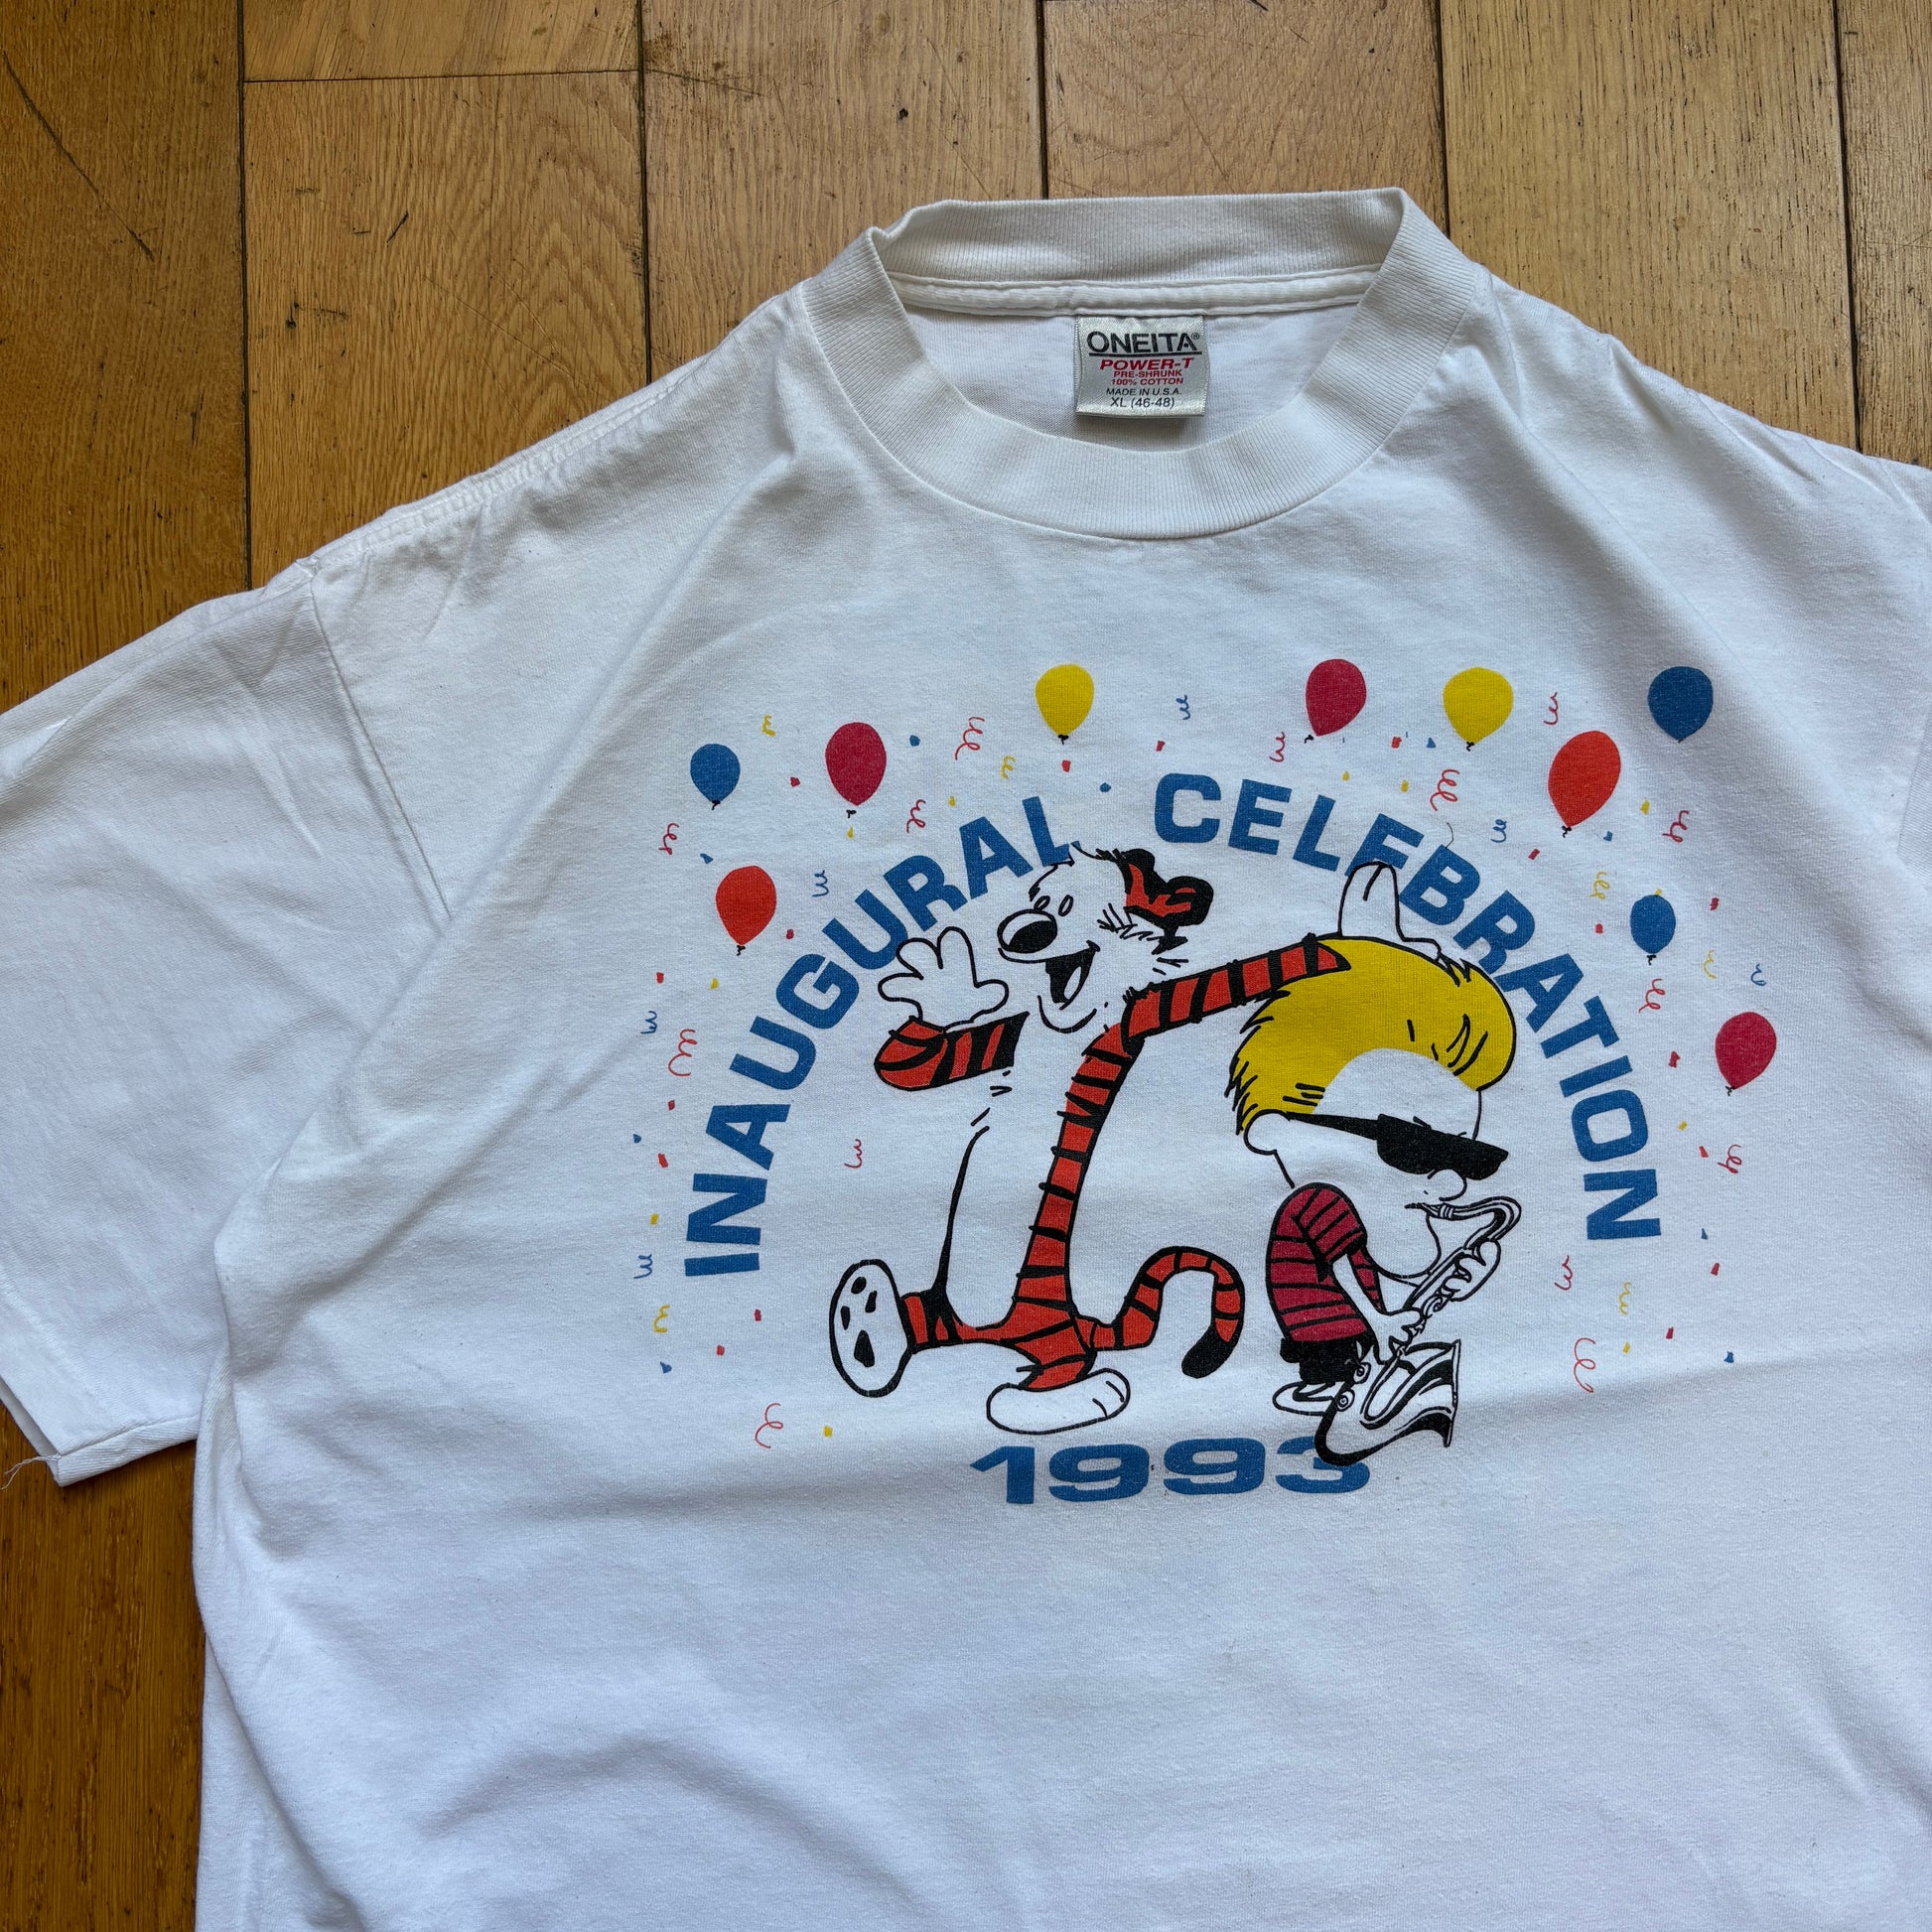 ONEITA®
POWER-T
PRE-SHRUNK
100% COTTON
MADE IN U.S.A.
XL (46-48)
INAUGURAL CELEBRATION
1993